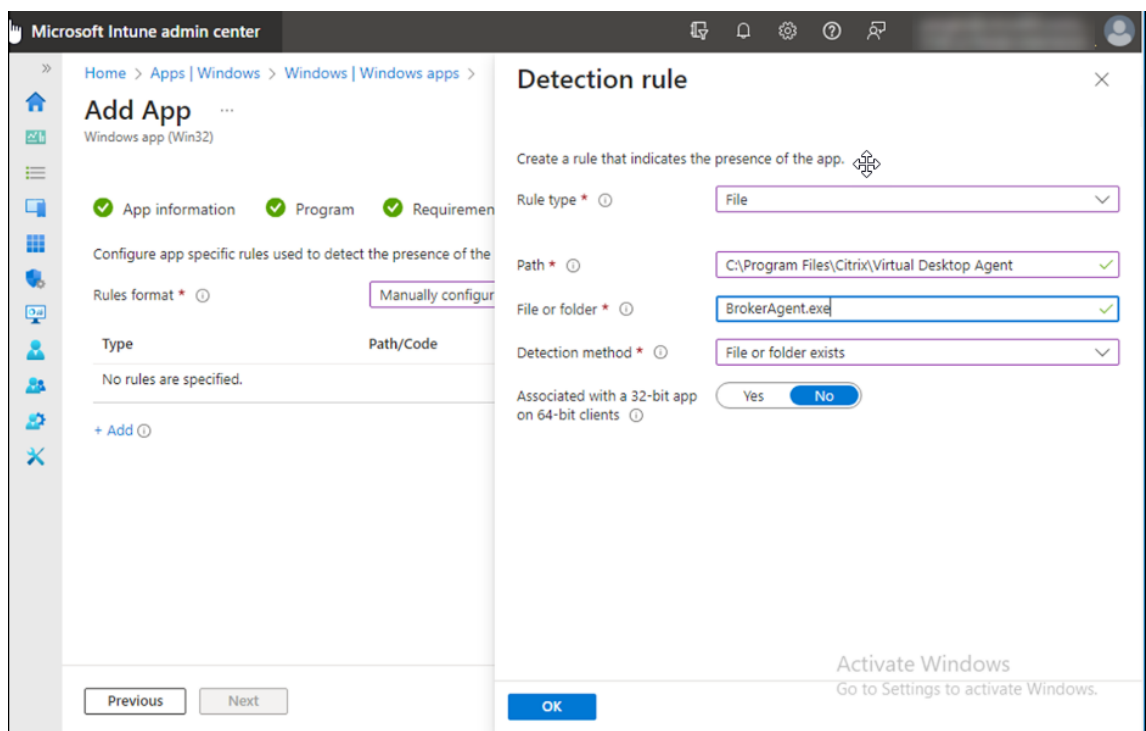 Microsoft Intune admin center
Home > Apps | Windows > Windows | Windows apps >
Add App ...
Windows app (Win32)
App information
Program
Requiremen
Configure app specific rules used to detect the presence of the
Rules format *
Manually configur
Type
Path/Code
No rules are specified.
+ Add
Previous
Next
Detection rule
Create a rule that indicates the presence of the app.
Rule type *
File
Path *
C:\Program Files\Citrix\Virtual Desktop Agent
File or folder *
BrokerAgent.exe
Detection method *
File or folder exists
Associated with a 32-bit app
on 64-bit clients
Yes
No
Activate Windows
Go to Settings to activate Windows.
OK